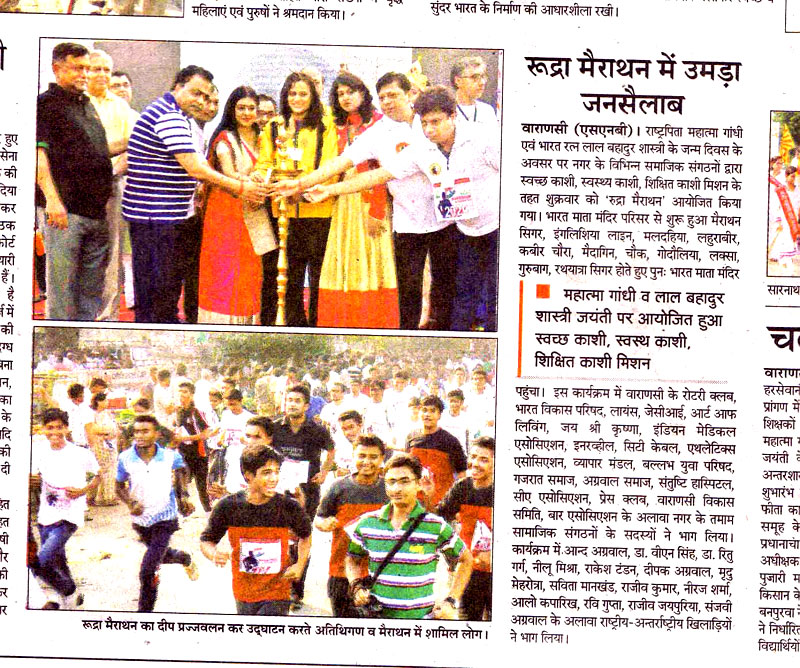 महिलाएं एवं पुरुषों ने श्रमदान किया।
सुंदर भारत के निर्माण की आधारशीला रखी।
रूद्रा मैराथन में उमड़ा
जनसैलाब
वाराणसी (एसएनबी)। राष्ट्रपिता महात्मा गांधी
एवं भारत रत्न लाल बहादुर शास्त्री के जन्म दिवस के
अवसर पर नगर के विभिन्न समाजिक संगठनों द्वारा
स्वच्छ काशी, स्वस्थ्य काशी, शिक्षित काशी मिशन के
तहत शुक्रवार को 'रुद्रा मैराथन' आयोजित किया
गया। भारत माता मंदिर परिसर से शुरू हुआ मैराथन
सिगर, इंगलिशिया लाइन, मलदहिया, लहुराबीर,
कबीर चौरा, मैदागिन, चौक, गोदौलिया, लक्सा,
गुरुबाग, रथयात्रा सिगर होते हुए पुनः भारत माता मंदिर
महात्मा गांधी व लाल बहादुर
शास्त्री जयंती पर आयोजित हुआ
स्वच्छ काशी, स्वस्थ काशी,
शिक्षित काशी मिशन
पहुंचा। इस कार्यक्रम में वाराणसी के रोटरी क्लब,
भारत विकास परिषद, लायंस, जेसीआई, आर्ट आफ
लिविंग, जय श्री कृष्णा, इंडियन मेडिकल
एसोसिएशन, इनरव्हील, सिटी केबल, एथलेटिक्स
एसोसिएशन, व्यापार मंडल, बल्लभ युवा परिषद,
गजरात समाज, अग्रवाल समाज, संतुष्टि हास्पिटल,
सीए एसोसिएशन, प्रेस क्लब, वाराणसी विकास
समिति, बार एसोसिएशन के अलावा नगर के तमाम
सामाजिक संगठनों के सदस्यों ने भाग लिया।
कार्यक्रम में आन्द अग्रवाल, डा. वीएन सिंह, डा. रितु
गर्ग, नीलू मिश्रा, राकेश टंडन, दीपक अग्रवाल, मृदु
मेहरोत्रा, सविता मानखंड, राजीव कुमार, नीरज शर्मा,
आलो कपारिख, रवि गुप्ता, राजीव जयपुरिया, संजवी
अग्रवाल के अलावा राष्ट्रीय-अन्तर्राष्ट्रीय खिलाड़ियों
ने भाग लिया।
रूद्रा मैराथन का दीप प्रज्जवलन कर उद्घाटन करते अतिथिगण व मैराथन में शामिल लोग।
सारनाथ
हरसेवान
प्रांगण में
शिक्षकों
महात्मा
जयंती के
शुभारंभ
फीता का
समूह के
अधीक्षक
पुजारी म
किसान के
बनपुरवा
ने निर्धारि
विद्यार्थियों